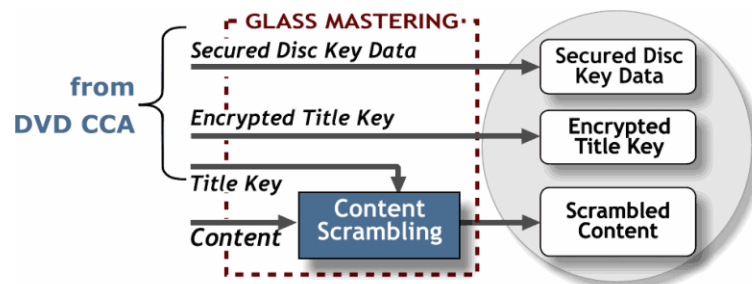 GLASS MASTERING
from
DVD CCA
Secured Disc Key Data
Encrypted Title Key
Title Key
Content
Content
Scrambling
Secured Disc
Key Data
Encrypted
Title Key
Scrambled
Content